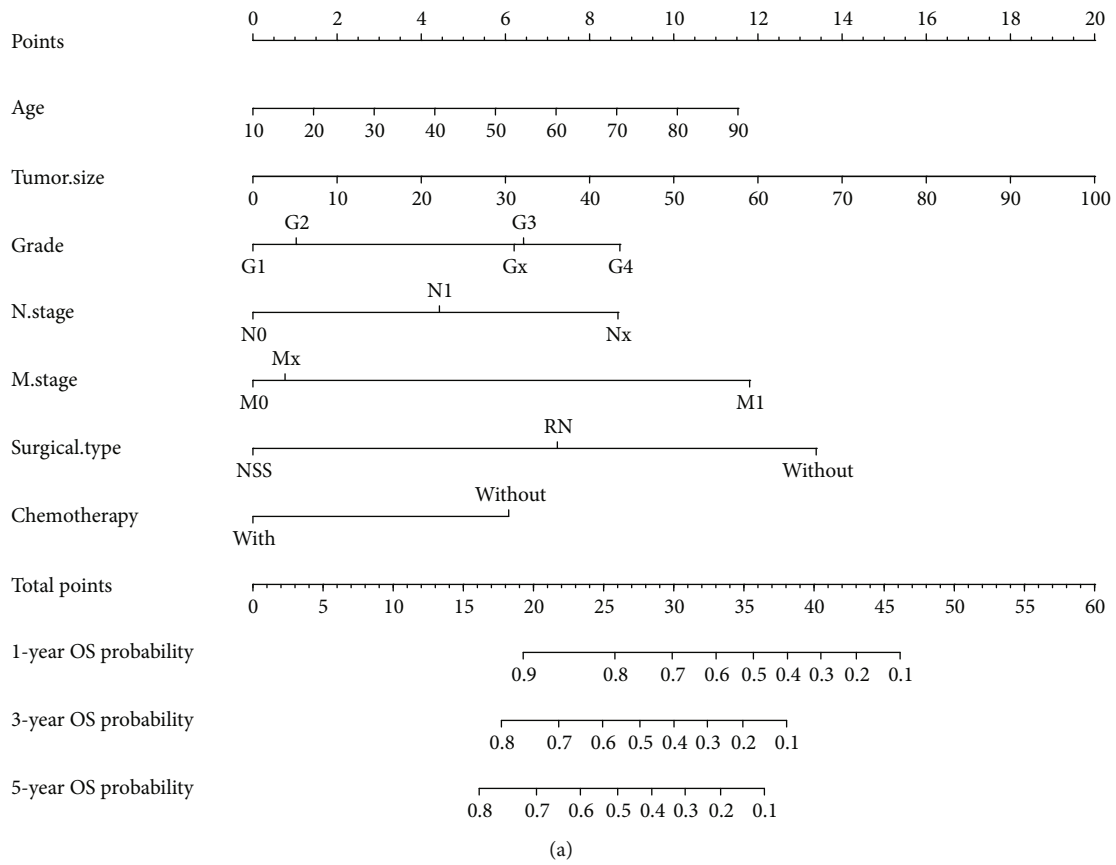 0 2 4 6 8 10 12 14 16 18 20
Points
Age
10 20 30 40 50 60 70 80 90
Tumor.size
0 10 20 30 40 50 60 70 80 90 100
G2 G3
Grade
G1 Gx G4
N1
N.stage
N0 Nx
Mx
M.stage
M0 M1
RN
Surgical.type
NSS Without
Without
Chemotherapy
With
Total points
0 5 10 15 20 25 30 35 40 45 50 55 60
1-year OS probability
0.9 0.8 0.7 0.6 0.5 0.4 0.3 0.2 0.1
3-year OS probability
0.8 0.7 0.6 0.5 0.4 0.3 0.2 0.1
5-year OS probability
0.8 0.7 0.6 0.5 0.4 0.3 0.2 0.1
(a)